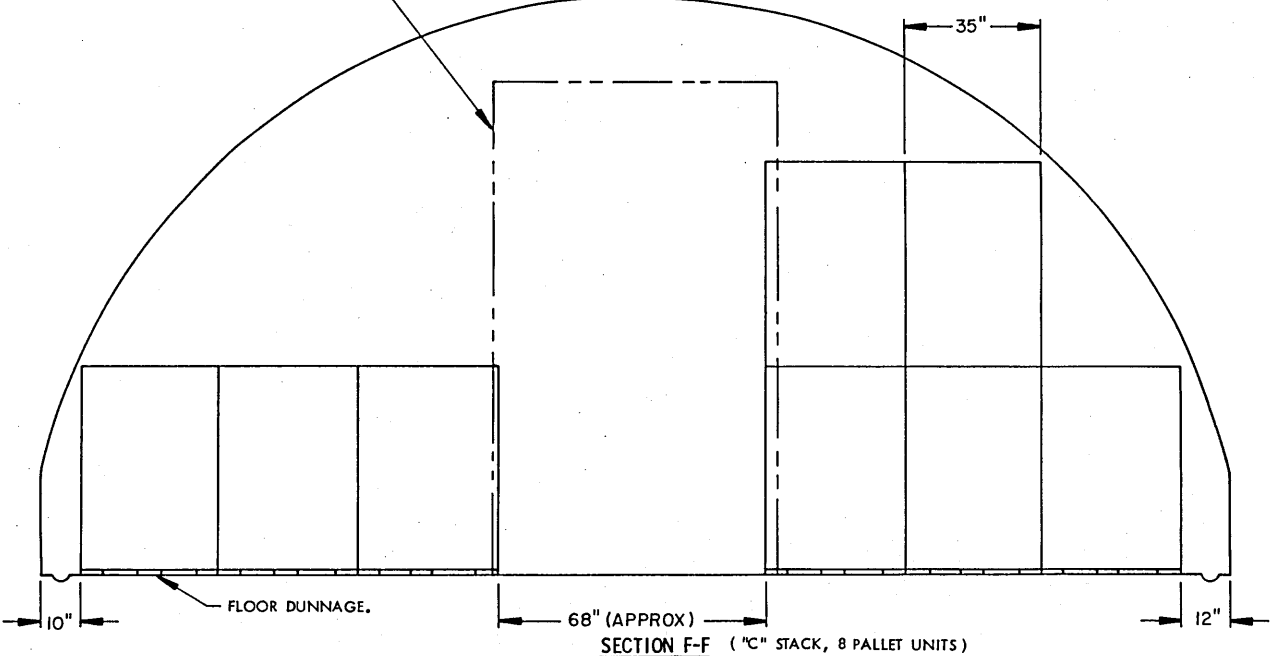 35"
FLOOR DUNNAGE.
10"
68" (APPROX)
12"
SECTION F-F ("C" STACK, 8 PALLET UNITS)